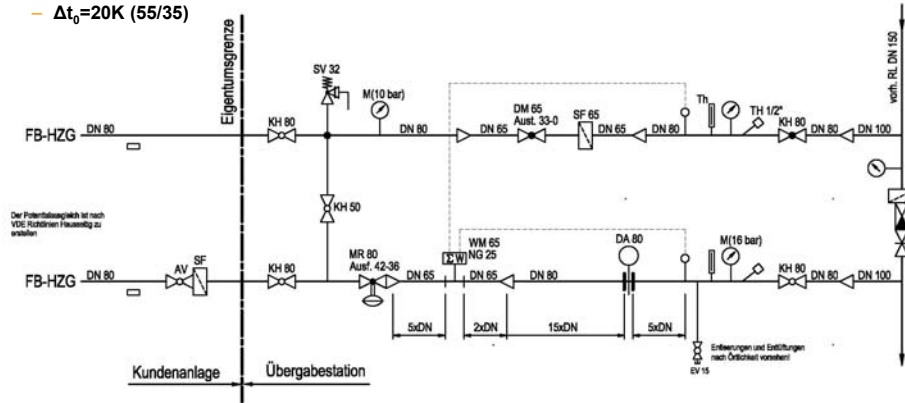 – Δt₀=20K (55/35)
Eigentumsgrenze
vorh. RL DN 150
SV 32
M(10 bar)
DM 65
Aust. 33-0
SF 65
Th
TH 1/2"
FB-HZG
DN 80
KH 80
DN 80
DN 65
DN 65
DN 80
KH 80
DN 100
Der Potentialausgleich ist nach
VDE Richtlinien Hausseitig zu
erstellen
KH 50
WM 65
NG 25
ΣW
DA 80
M(16 bar)
MR 80
Ausf. 42-36
FB-HZG
DN 80
AV
SF
KH 80
DN 65
DN 65
DN 80
KH 80
DN 80
DN 100
5xDN
2xDN
15xDN
5xDN
Entleerungen und Entlüftungen
nach Örtlichkeit vorsehen!
EV 15
Kundenanlage
Übergabestation